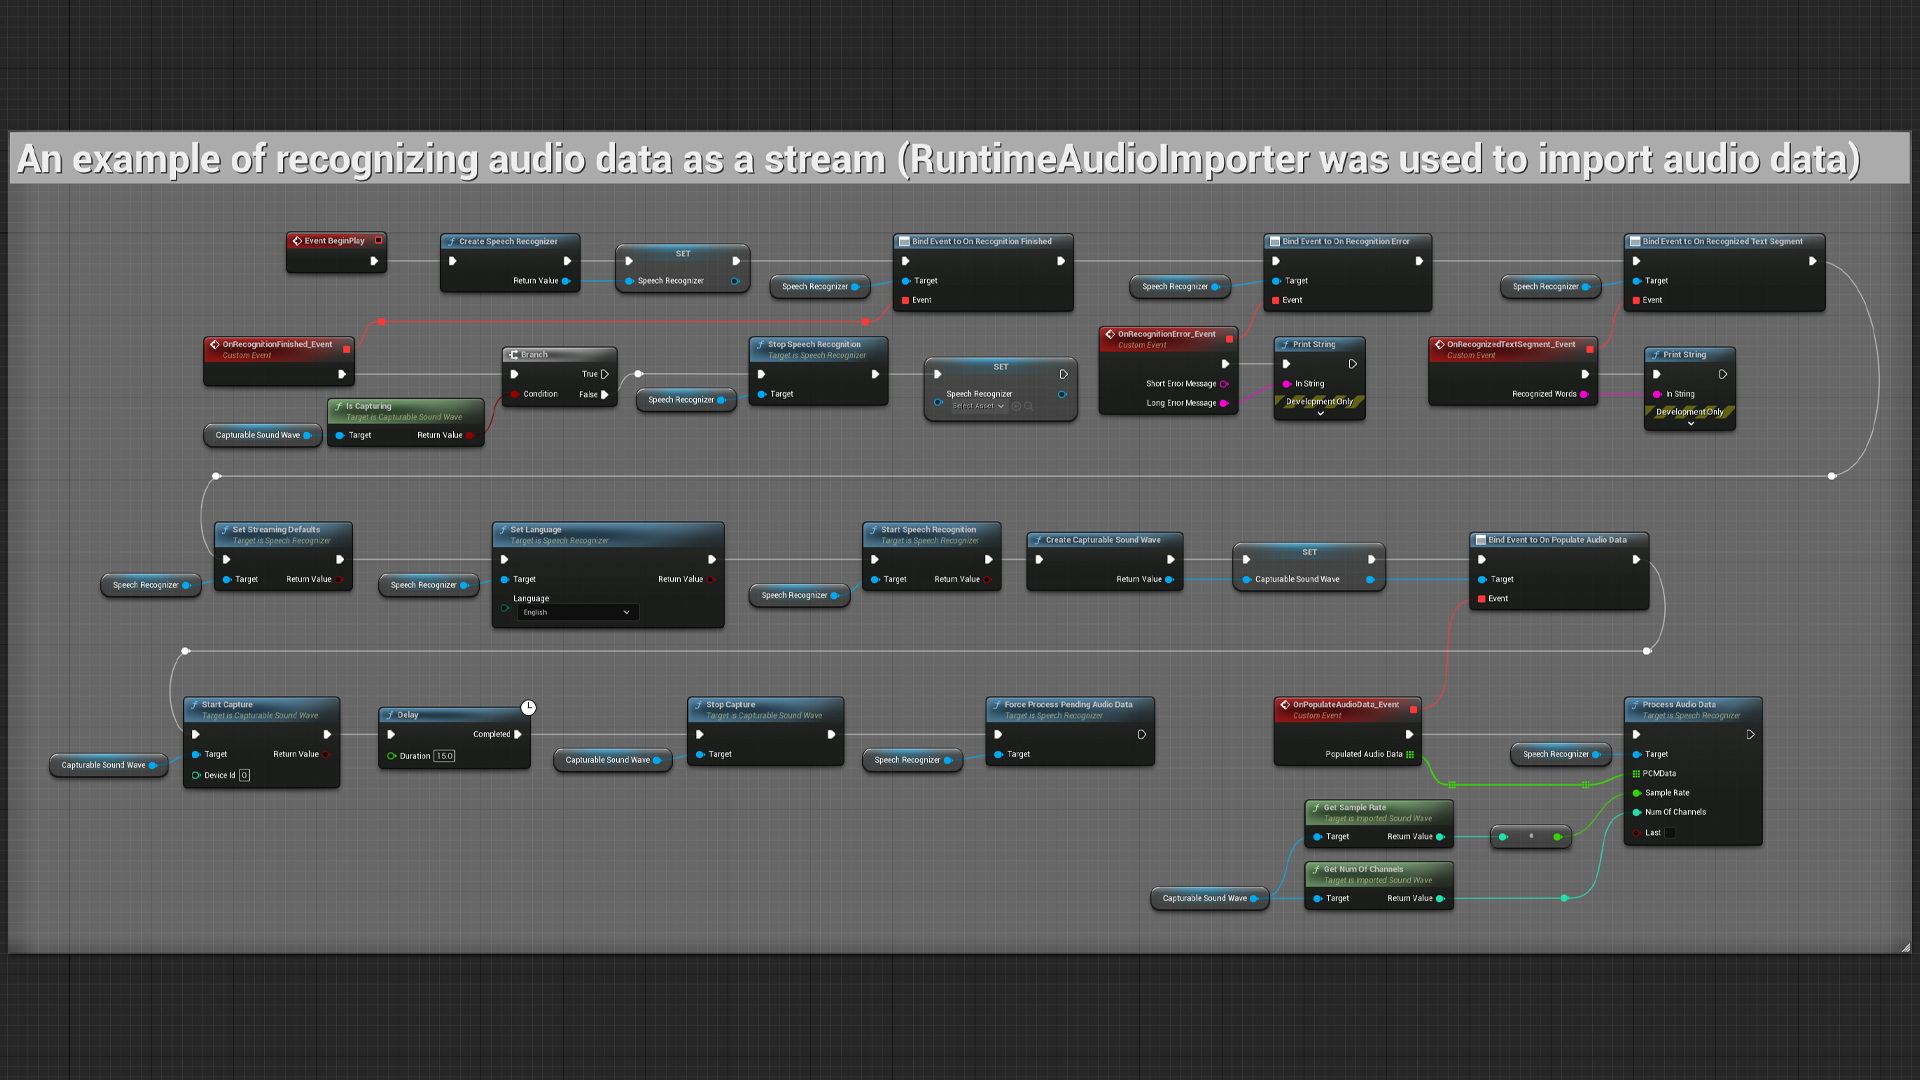 An example of recognizing audio data as a stream (RuntimeAudioImporter was used to import audio data)
Event BeginPlay
Create Speech Recognizer
Return Value
SET
Speech Recognizer
Speech Recognizer
Bind Event to On Recognition Finished
Target
Event
Speech Recognizer
Bind Event to On Recognition Error
Target
Event
Speech Recognizer
Bind Event to On Recognized Text Segment
Target
Event
OnRecognitionFinished_Event
Custom Event
Capturable Sound Wave
Is Capturing
Target is Capturable Sound Wave
Target
Return Value
Branch
True
Condition
False
Speech Recognizer
Stop Speech Recognition
Target is Speech Recognizer
Target
SET
Speech Recognizer
Select Asset
OnRecognitionError_Event
Custom Event
Short Error Message
Long Error Message
Print String
In String
Development Only
OnRecognizedTextSegment_Event
Custom Event
Recognized Words
Print String
In String
Development Only
Speech Recognizer
Set Streaming Defaults
Target is Speech Recognizer
Target
Return Value
Speech Recognizer
Set Language
Target is Speech Recognizer
Target
Return Value
Language
English
Speech Recognizer
Start Speech Recognition
Target is Speech Recognizer
Target
Return Value
Create Capturable Sound Wave
Return Value
SET
Capturable Sound Wave
Bind Event to On Populate Audio Data
Target
Event
Capturable Sound Wave
Start Capture
Target is Capturable Sound Wave
Target
Return Value
Device Id 0
Delay
Completed
Duration 15.0
Capturable Sound Wave
Stop Capture
Target is Capturable Sound Wave
Target
Speech Recognizer
Force Process Pending Audio Data
Target is Speech Recognizer
Target
OnPopulateAudioData_Event
Custom Event
Populated Audio Data
Speech Recognizer
Process Audio Data
Target is Speech Recognizer
Target
PCMData
Sample Rate
Num Of Channels
Last
Get Sample Rate
Target is Imported Sound Wave
Target
Return Value
Capturable Sound Wave
Get Num Of Channels
Target is Imported Sound Wave
Target
Return Value